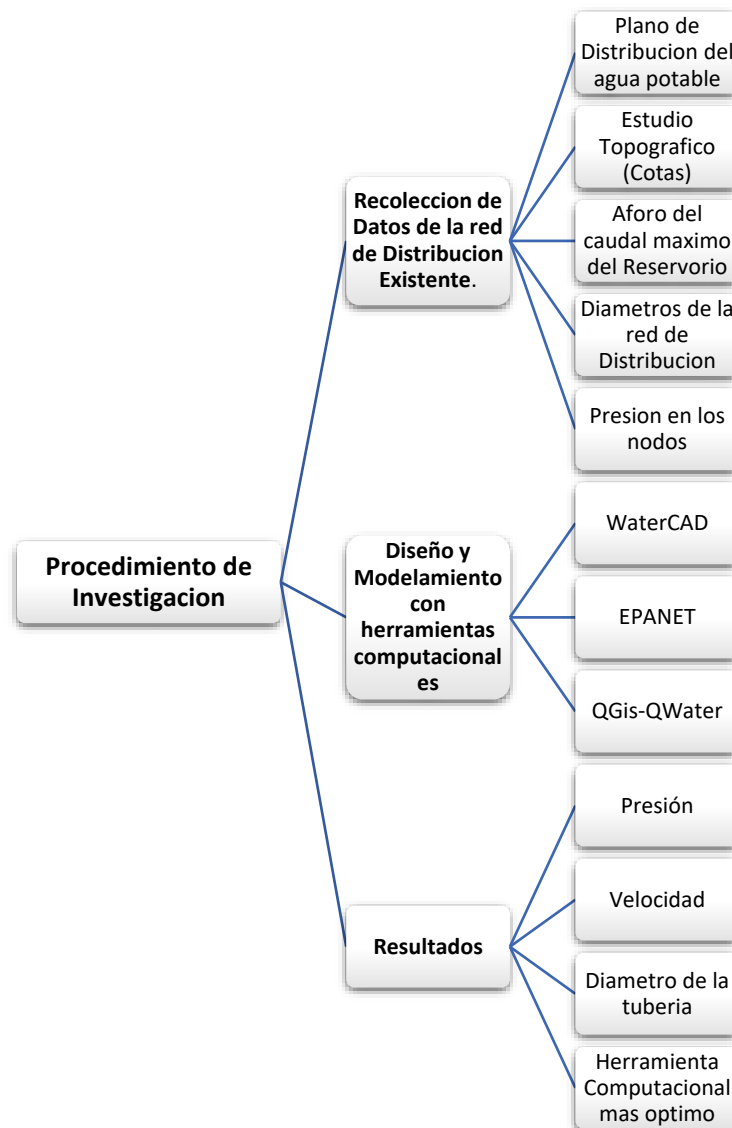 Procedimiento de
Investigacion
Recoleccion de
Datos de la red
de Distribucion
Existente.
Plano de
Distribucion del
agua potable
Estudio
Topografico
(Cotas)
Aforo del
caudal maximo
del Reservorio
Diametros de la
red de
Distribucion
Presion en los
nodos
Diseño y
Modelamiento
con
herramientas
computacional
es
WaterCAD
EPANET
QGis-QWater
Resultados
Presión
Velocidad
Diametro de la
tuberia
Herramienta
Computacional
mas optimo